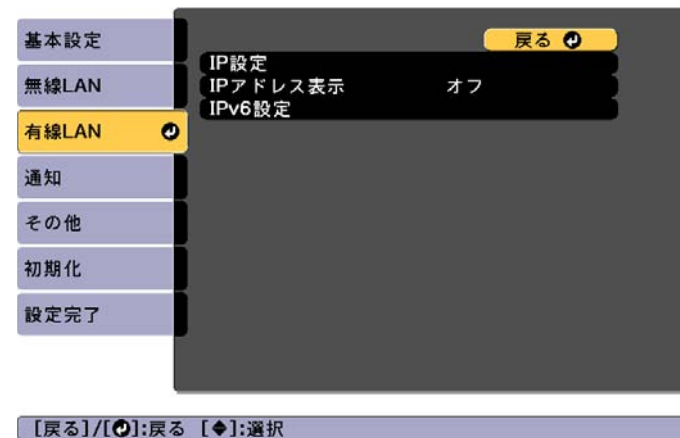 基本設定
無線LAN
有線LAN
通知
その他
初期化
設定完了
戻る
IP設定
IPアドレス表示 オフ
IPv6設定
[戻る]/[⏎]:戻る [◆]:選択